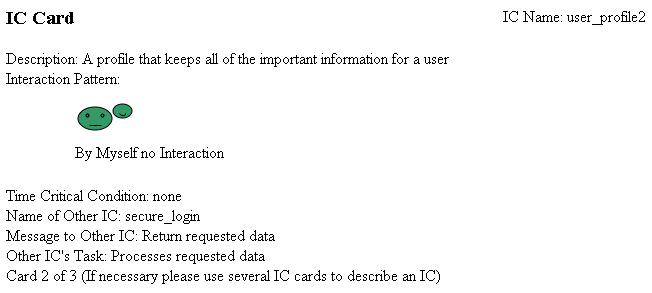 IC Card
IC Name: user_profile2
Description: A profile that keeps all of the important information for a user
Interaction Pattern:
By Myself no Interaction
Time Critical Condition: none
Name of Other IC: secure_login
Message to Other IC: Return requested data
Other IC's Task: Processes requested data
Card 2 of 3 (If necessary please use several IC cards to describe an IC)